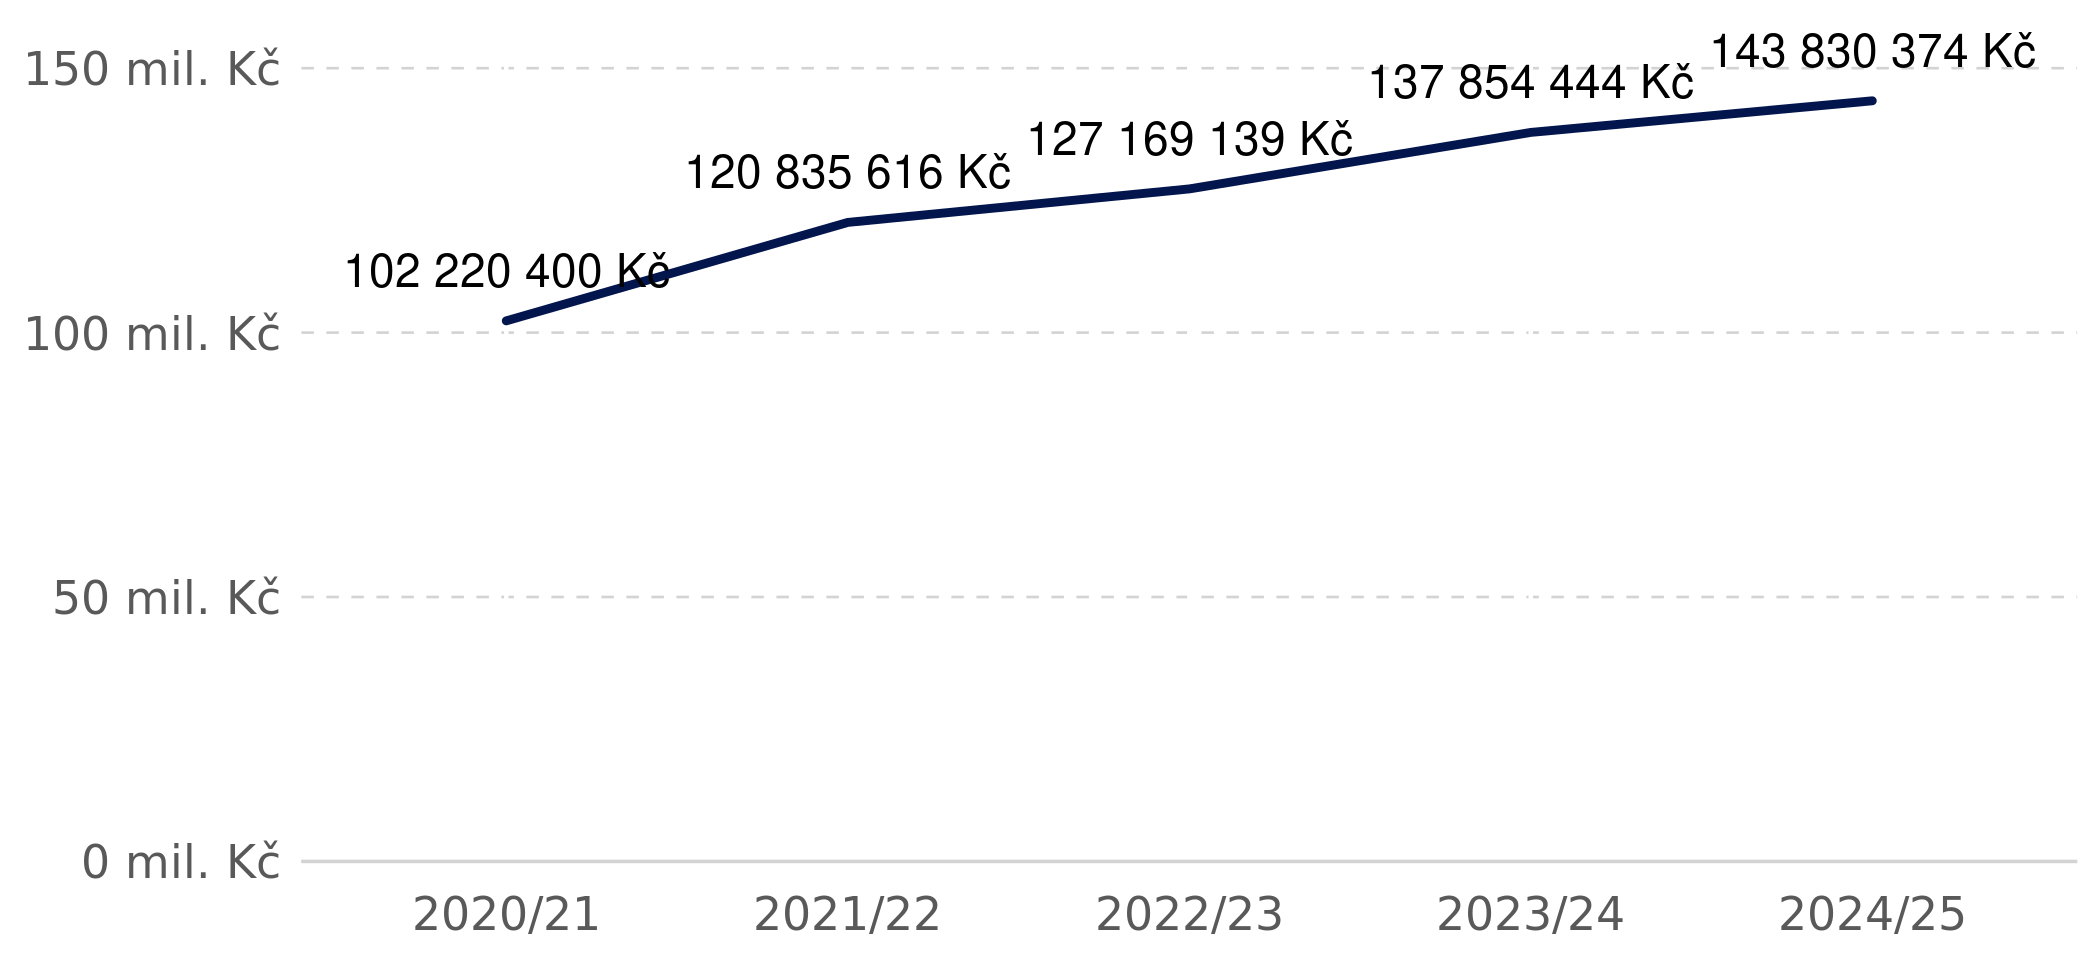 150 mil. Kč
100 mil. Kč
50 mil. Kč
0 mil. Kč
102 220 400 Kč
120 835 616 Kč
127 169 139 Kč
137 854 444 Kč
143 830 374 Kč
2020/21
2021/22
2022/23
2023/24
2024/25